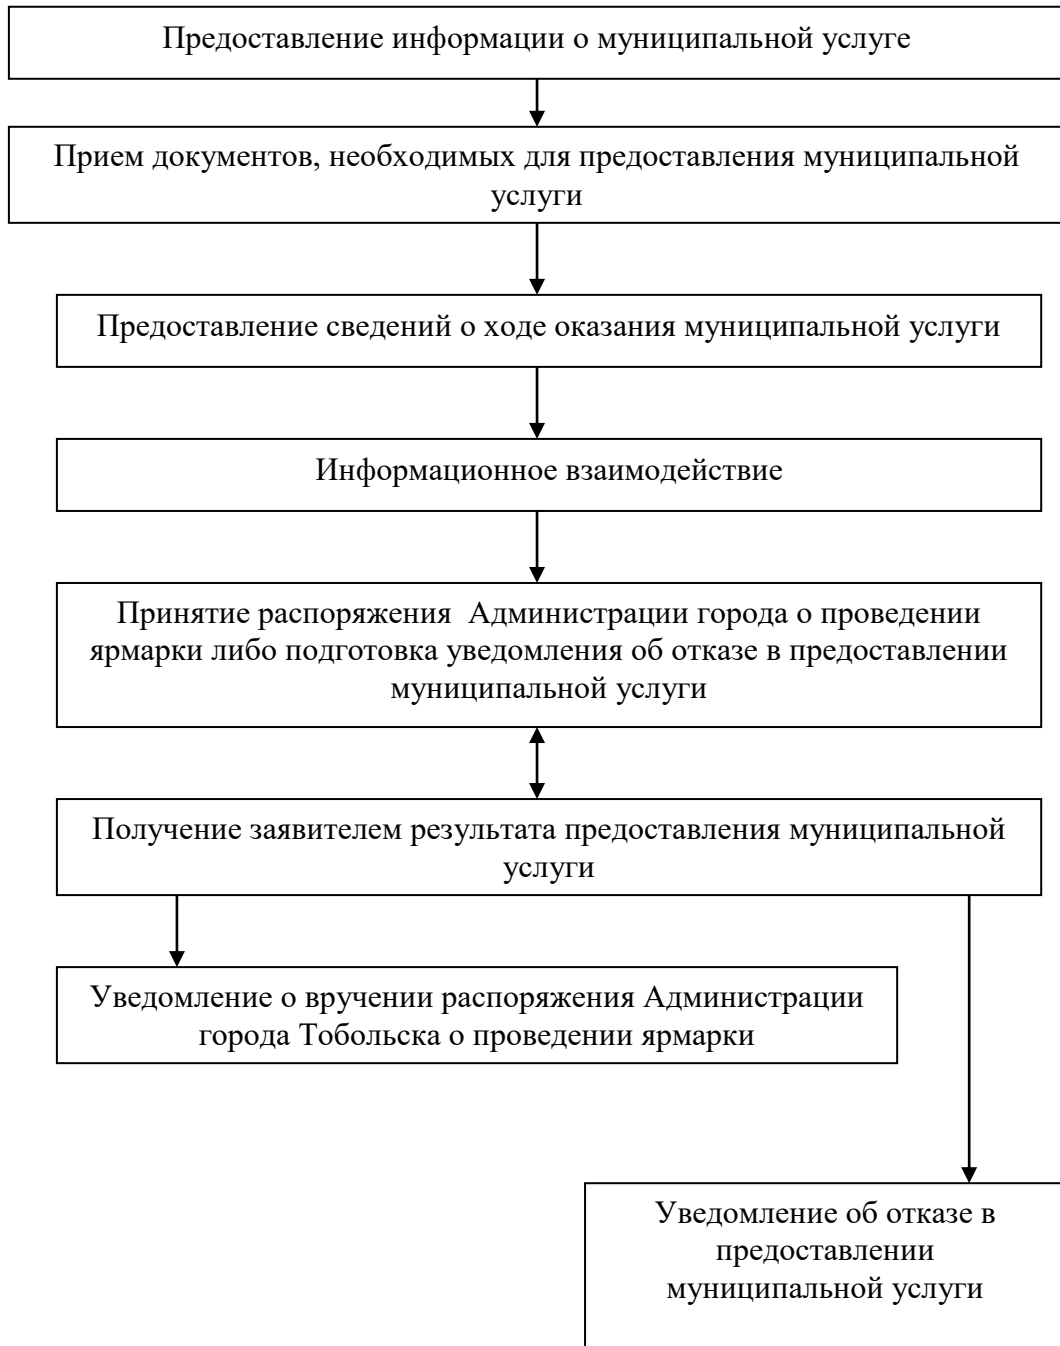 Предоставление информации о муниципальной услуге
Прием документов, необходимых для предоставления муниципальной
услуги
Предоставление сведений о ходе оказания муниципальной услуги
Информационное взаимодействие
Принятие распоряжения  Администрации города о проведении
ярмарки либо подготовка уведомления об отказе в предоставлении
муниципальной услуги
Получение заявителем результата предоставления муниципальной
услуги
Уведомление о вручении распоряжения Администрации
города Тобольска о проведении ярмарки
Уведомление об отказе в
предоставлении
муниципальной услуги